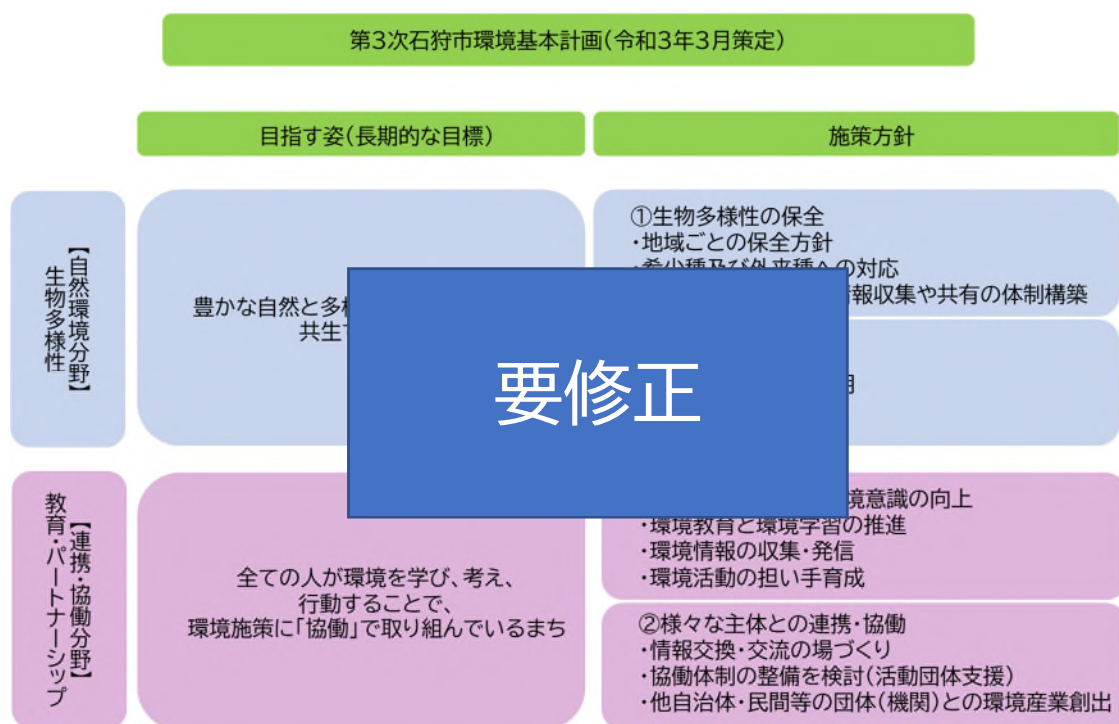 第3次石狩市環境基本計画(令和3年3月策定)
目指す姿(長期的な目標)
施策方針
【自然環境分野】
生物多様性
豊かな自然と多
共生
①生物多様性の保全
・地域ごとの保全方針
・希少種及び外来種への対応
情報収集や共有の体制構築
要修正
【連携・協働分野】
教育・パートナーシップ
全ての人が環境を学び、考え、
行動することで、
環境施策に「協働」で取り組んでいるまち
境意識の向上
・環境教育と環境学習の推進
・環境情報の収集・発信
・環境活動の担い手育成
②様々な主体との連携・協働
・情報交換・交流の場づくり
・協働体制の整備を検討(活動団体支援)
・他自治体・民間等の団体(機関)との環境産業創出